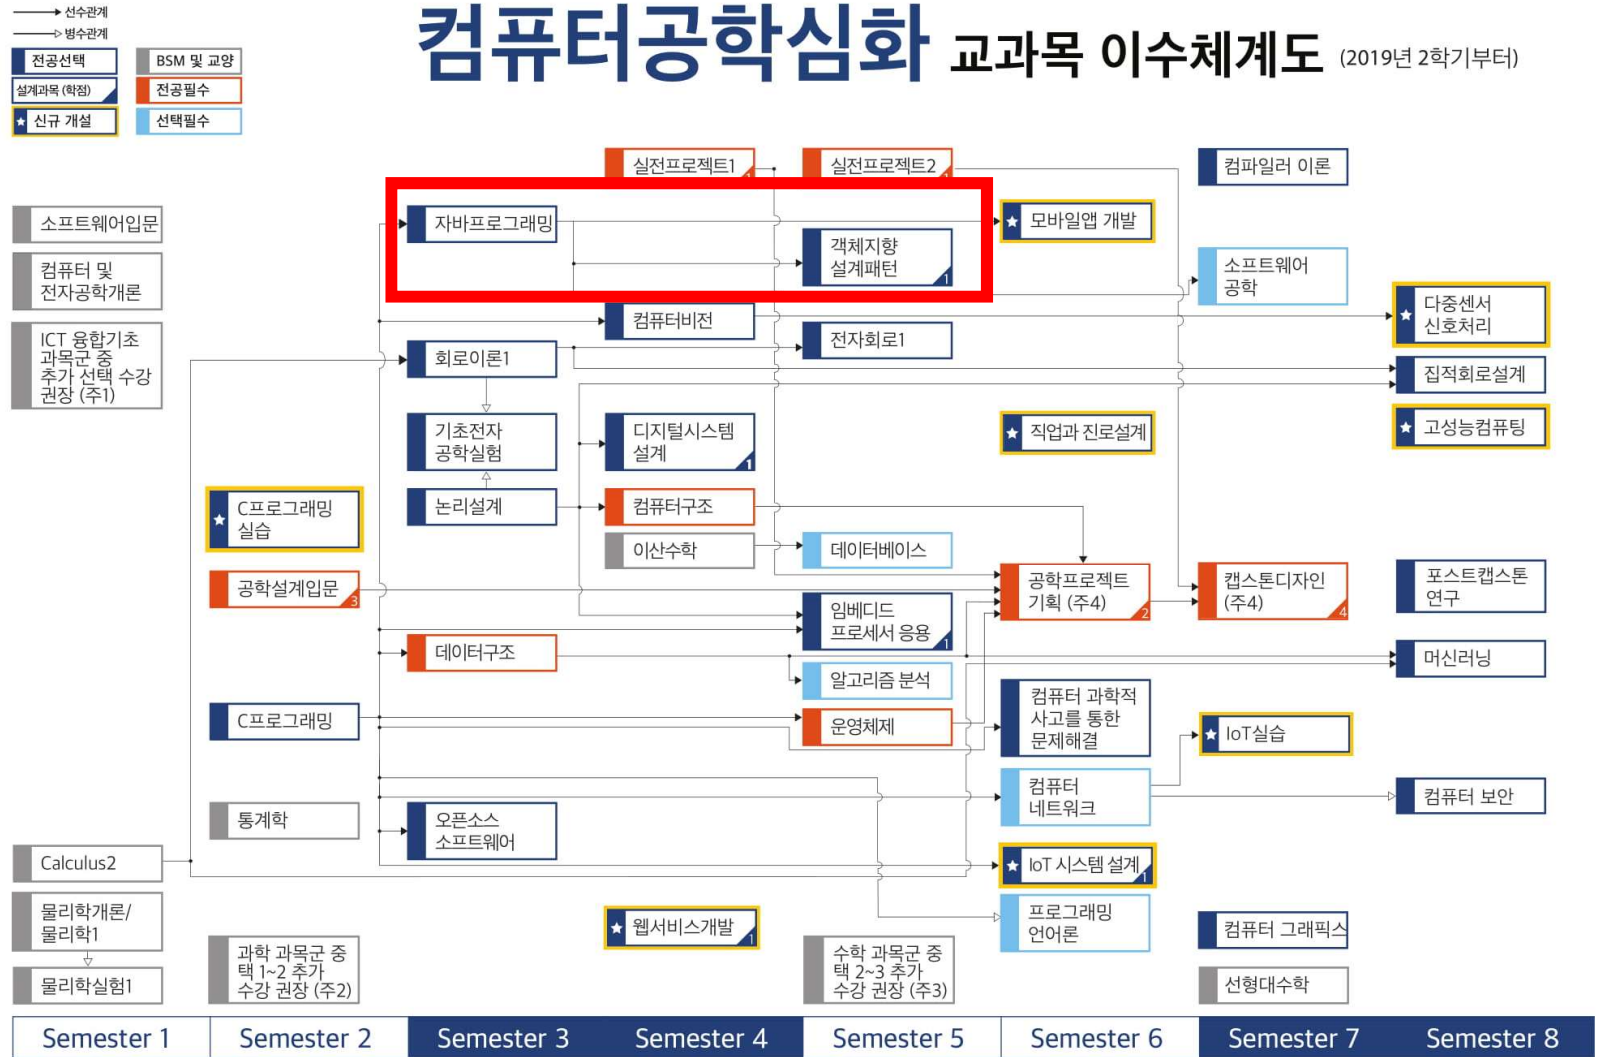 선수관계
병수관계
전공선택
BSM 및 교양
설계과목 (학점)
전공필수
신규 개설
선택필수
컴퓨터공학심화 교과목 이수체계도 (2019년 2학기부터)
실전프로젝트1
1
실전프로젝트2
1
컴파일러 이론
소프트웨어입문
자바프로그래밍
모바일앱 개발
컴퓨터 및
전자공학개론
객체지향
설계패턴
1
소프트웨어
공학
ICT 융합기초
과목군 중
추가 선택 수강
권장 (주1)
컴퓨터비전
다중센서
신호처리
회로이론1
전자회로1
집적회로설계
기초전자
공학실험
디지털시스템
설계
1
직업과 진로설계
고성능컴퓨팅
C프로그래밍
실습
논리설계
컴퓨터구조
이산수학
데이터베이스
공학설계입문
3
공학프로젝트
기획 (주4)
2
캡스톤디자인
(주4)
4
포스트캡스톤
연구
임베디드
프로세서 응용
1
데이터구조
알고리즘 분석
머신러닝
C프로그래밍
운영체제
컴퓨터 과학적
사고를 통한
문제해결
IoT실습
통계학
오픈소스
소프트웨어
컴퓨터
네트워크
컴퓨터 보안
Calculus2
IoT 시스템 설계
1
물리학개론/
물리학1
웹서비스개발
1
프로그래밍
언어론
컴퓨터 그래픽스
물리학실험1
과학 과목군 중
택 1~2 추가
수강 권장 (주2)
수학 과목군 중
택 2~3 추가
수강 권장 (주3)
선형대수학
Semester 1
Semester 2
Semester 3
Semester 4
Semester 5
Semester 6
Semester 7
Semester 8